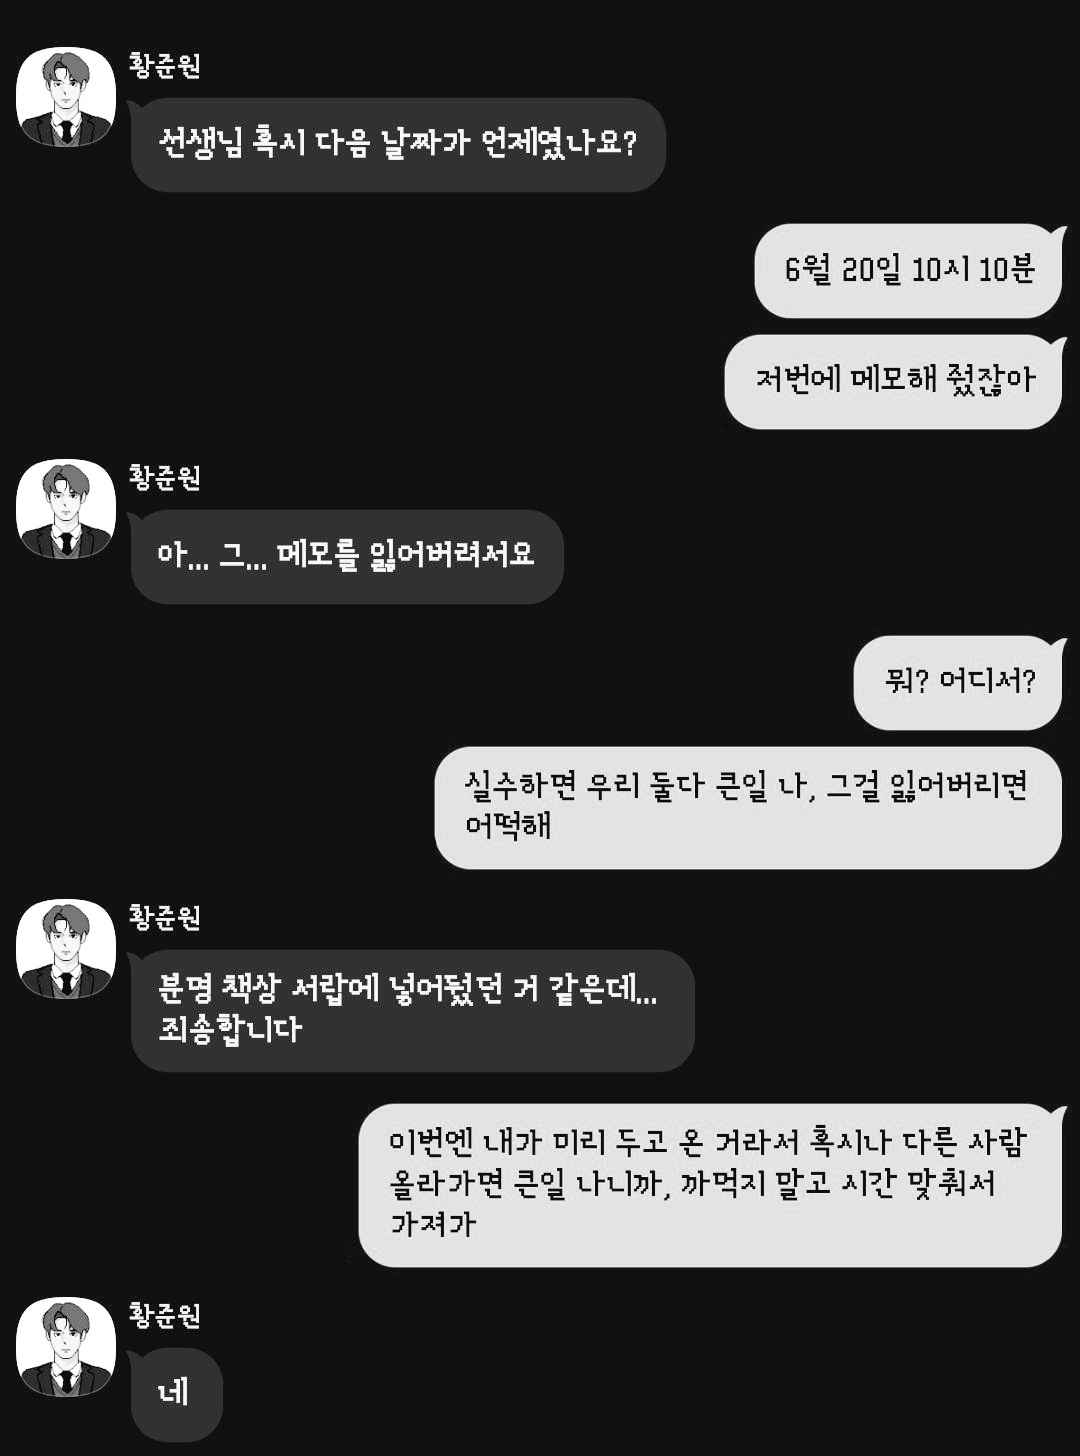 황준원
선생님 혹시 다음 날짜가 언제였나요?
6월 20일 10시 10분
저번에 메모해 줬잖아
황준원
아... 그... 메모를 잃어버려서요
뭐? 어디서?
실수하면 우리 둘다 큰일 나, 그걸 잃어버리면
어떡해
황준원
분명 책상 서랍에 넣어뒀던 거 같은데...
죄송합니다
이번엔 내가 미리 두고 온 거라서 혹시나 다른 사람
올라가면 큰일 나니까, 까먹지 말고 시간 맞춰서
가져가
황준원
네